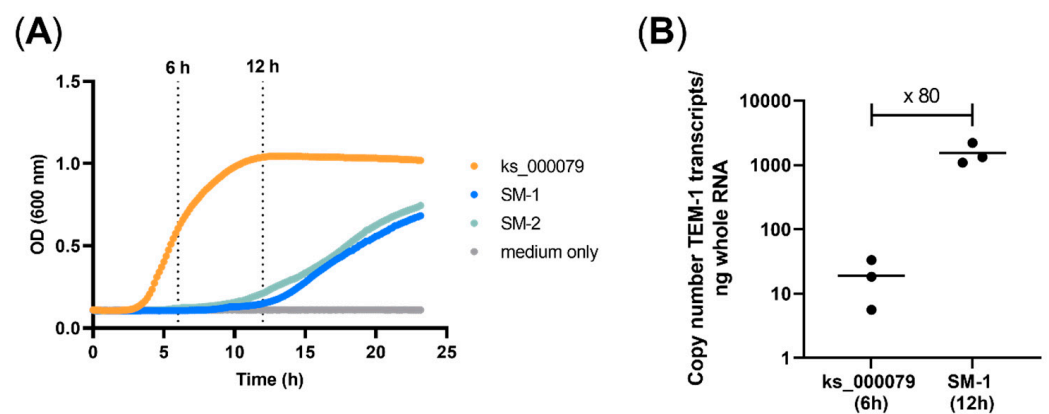 (A)
6 h
12 h
1.5
1.0
0.5
0.0
OD (600 nm)
0
5
10
15
20
25
Time (h)
ks_000079
SM-1
SM-2
medium only
(B)
x 80
Copy number TEM-1 transcripts/
ng whole RNA
10000
1000
100
10
1
ks_000079
(6h)
SM-1
(12h)